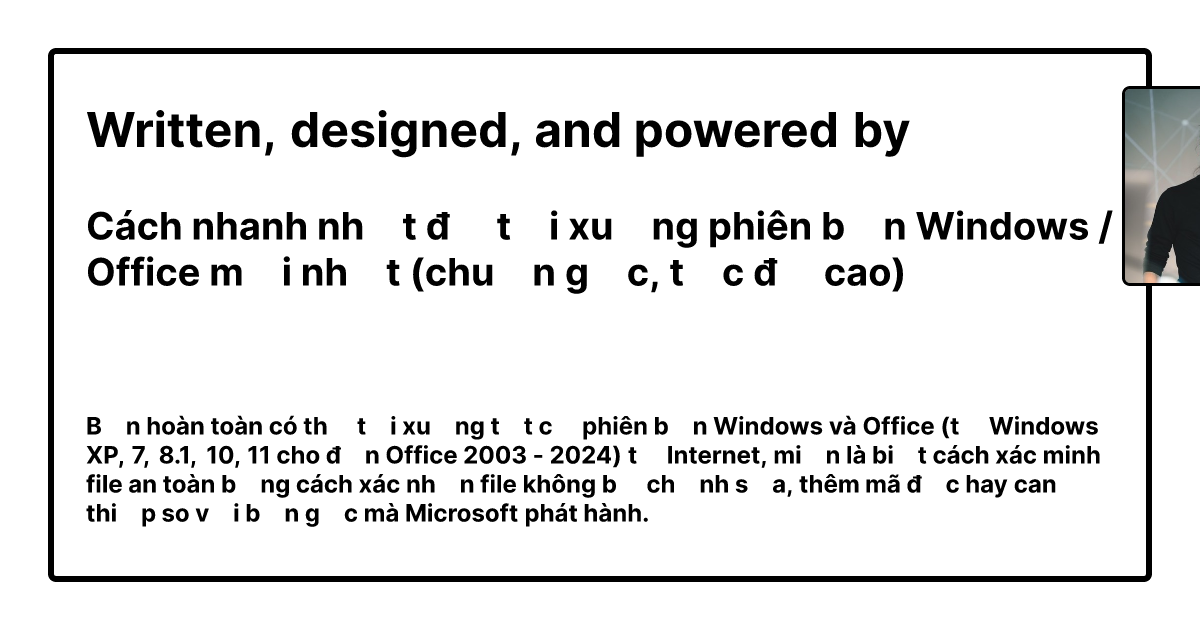 Written, designed, and powered by
Cách nhanh nh t đ t i xu ng phiên b n Windows /
Office m i nh t (chu n g c, t c đ cao)
B n hoàn toàn có th t i xu ng t t c phiên b n Windows và Office (t Windows
XP, 7, 8.1, 10, 11 cho đ n Office 2003 - 2024) t Internet, mi n là bi t cách xác minh
file an toàn b ng cách xác nh n file không b ch nh s a, thêm mã đ c hay can
thi p so v i b n g c mà Microsoft phát hành.